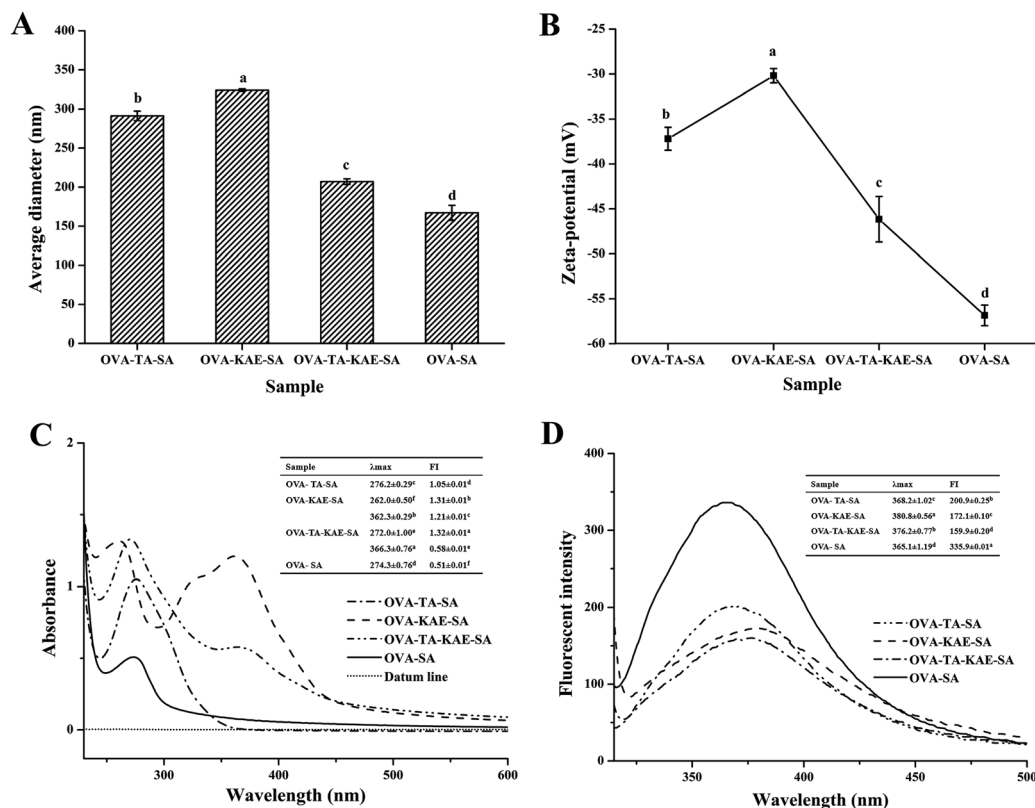 A
400
350
300
250
200
150
100
50
0
Average diameter (nm)
b
a
c
d
OVA-TA-SA OVA-KAE-SA OVA-TA-KAE-SA OVA-SA
Sample
B
-25
-30
-35
-40
-45
-50
-55
-60
Zeta-potential (mV)
b
a
c
d
OVA-TA-SA OVA-KAE-SA OVA-TA-KAE-SA OVA-SA
Sample
C
2
1
0
Absorbance
Sample λmax FI
OVA- TA-SA 276.2±0.29ᶜ 1.05±0.01ᵈ
OVA-KAE-SA 262.0±0.50ᶠ 1.31±0.01ᵇ
362.3±0.29ᵇ 1.21±0.01ᶜ
OVA-TA-KAE-SA 272.0±1.00ᵉ 1.32±0.01ᵃ
366.3±0.76ᵃ 0.58±0.01ᵉ
OVA- SA 274.3±0.76ᵈ 0.51±0.01ᶠ
OVA-TA-SA
OVA-KAE-SA
OVA-TA-KAE-SA
OVA-SA
Datum line
300 400 500 600
Wavelength (nm)
D
400
300
200
100
0
Fluorescent intensity
Sample λmax FI
OVA- TA-SA 368.2±1.02ᶜ 200.9±0.25ᵇ
OVA-KAE-SA 380.8±0.56ᵃ 172.1±0.10ᶜ
OVA-TA-KAE-SA 376.2±0.77ᵇ 159.9±0.20ᵈ
OVA- SA 365.1±1.19ᵈ 335.9±0.01ᵃ
OVA-TA-SA
OVA-KAE-SA
OVA-TA-KAE-SA
OVA-SA
350 400 450 500
Wavelength (nm)